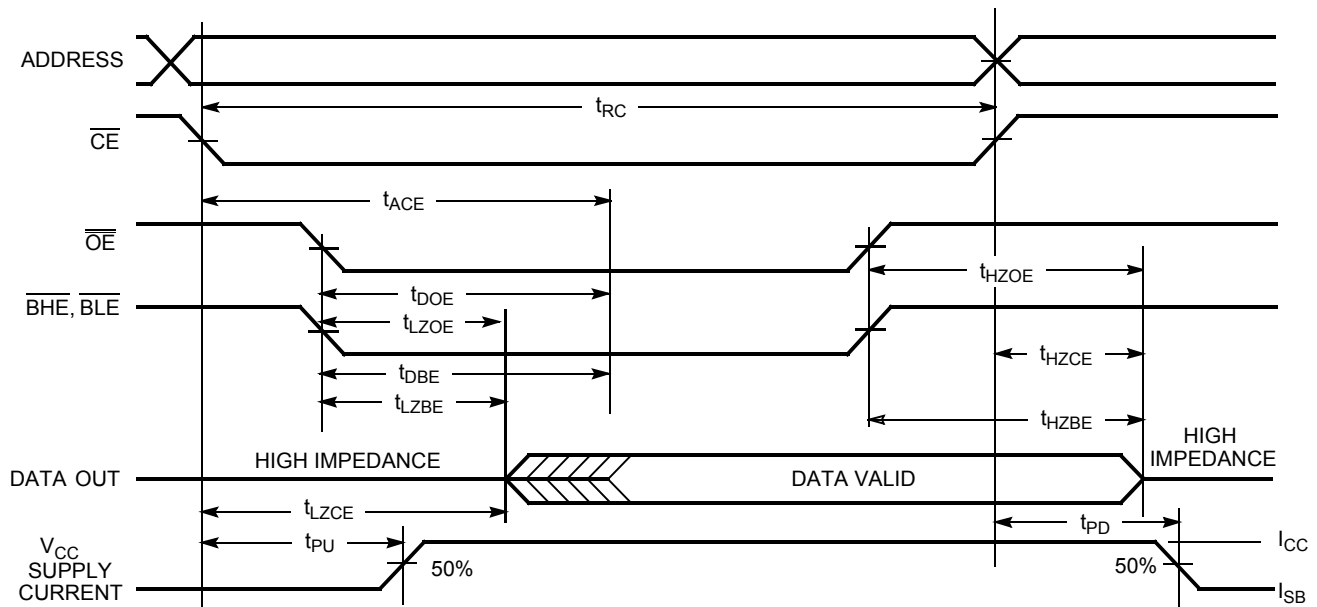 ADDRESS
tRC
CE
tACE
OE
tHZOE
tDOE
BHE, BLE
tLZOE
tHZCE
tDBE
tLZBE
tHZBE
HIGH IMPEDANCE
HIGH
IMPEDANCE
DATA OUT
DATA VALID
tLZCE
tPD
VCC
SUPPLY
CURRENT
tPU
50%
50%
ICC
ISB